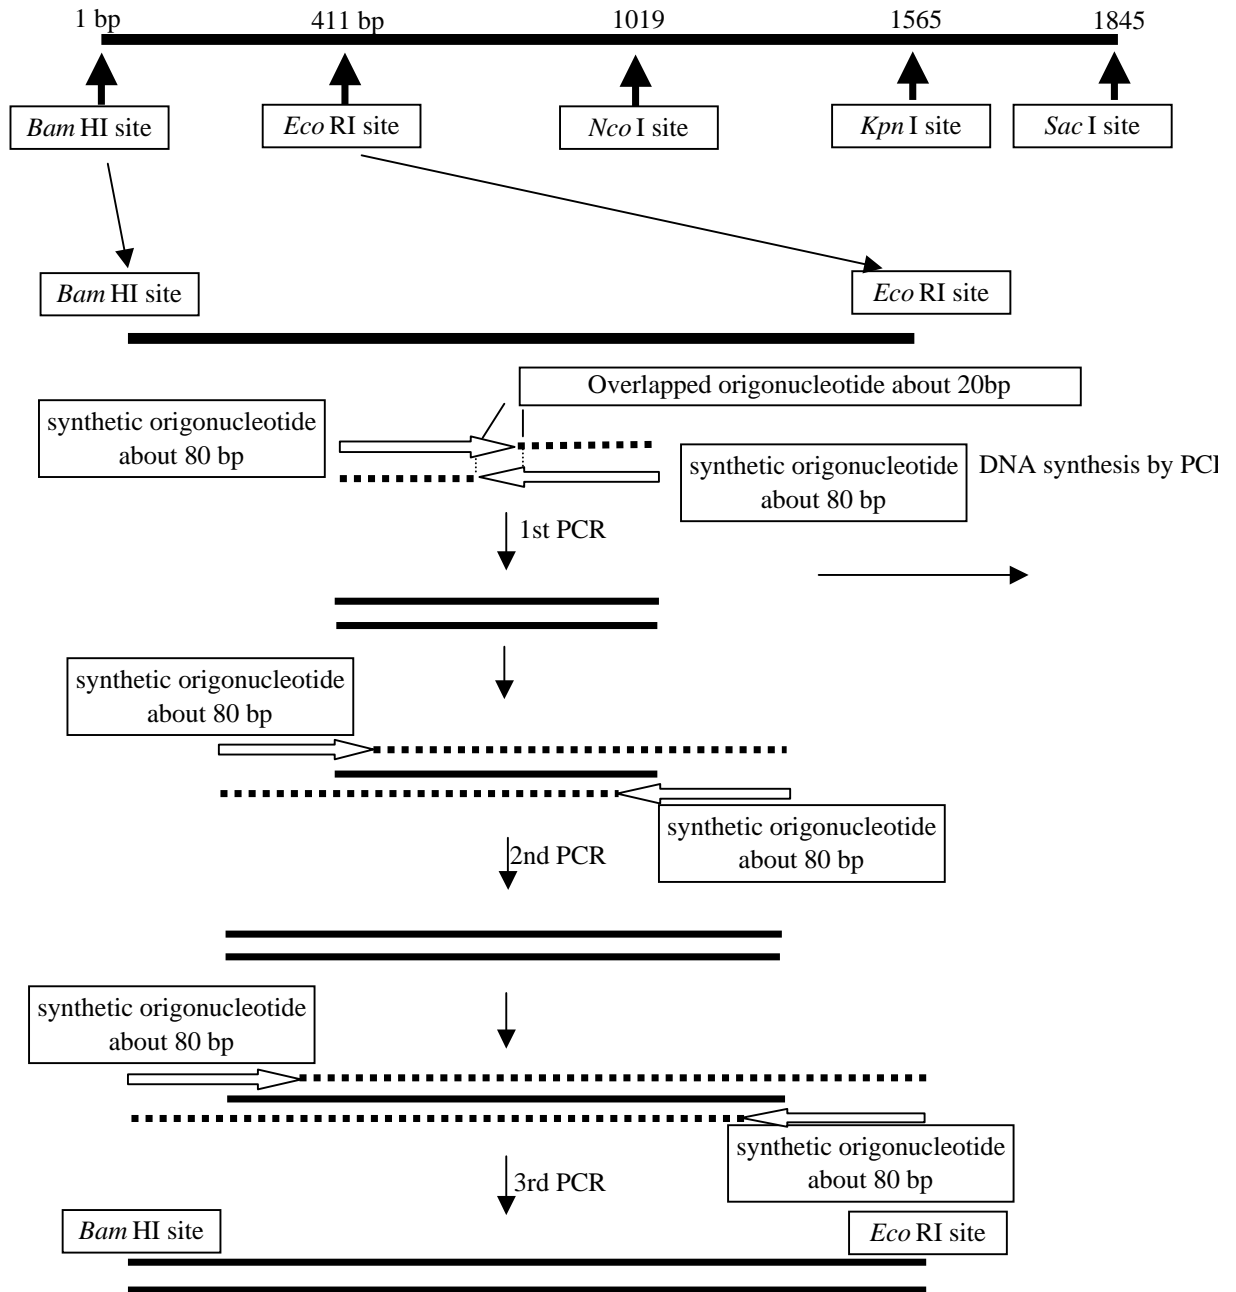 1 bp 411 bp 1019 1565 1845
Bam HI site Eco RI site Nco I site Kpn I site Sac I site
Bam HI site Eco RI site
Overlapped origonucleotide about 20bp
synthetic origonucleotide
about 80 bp
synthetic origonucleotide
about 80 bp
DNA synthesis by PCI
1st PCR
synthetic origonucleotide
about 80 bp
synthetic origonucleotide
about 80 bp
2nd PCR
synthetic origonucleotide
about 80 bp
synthetic origonucleotide
about 80 bp
3rd PCR
Bam HI site Eco RI site